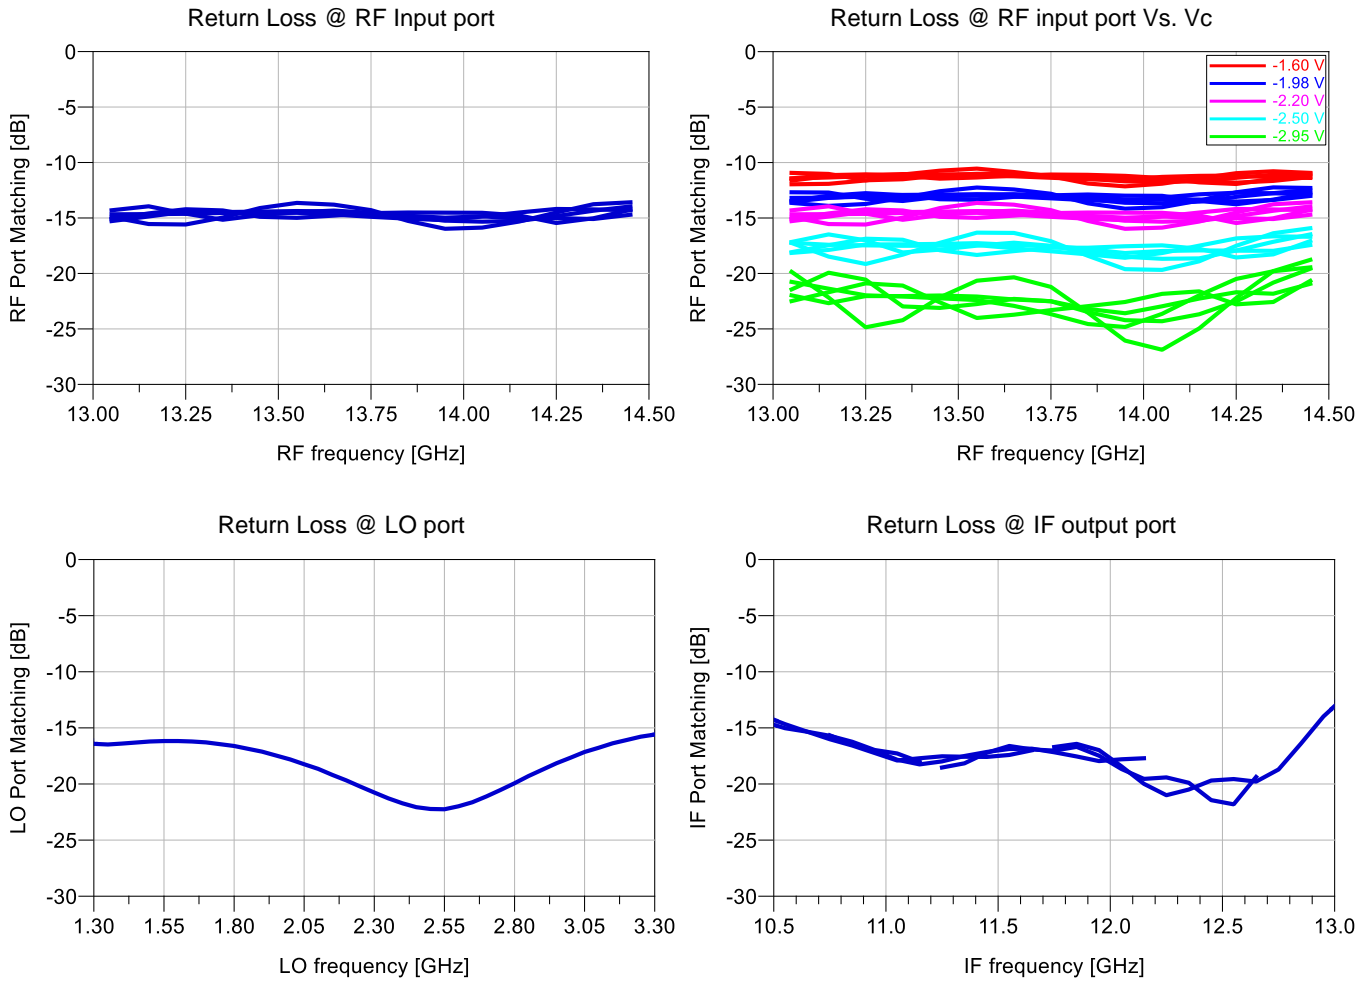 Return Loss @ RF Input port
0
-5
-10
-15
-20
-25
-30
RF Port Matching [dB]
13.00 13.25 13.50 13.75 14.00 14.25 14.50
RF frequency [GHz]
Return Loss @ RF input port Vs. Vc
0
-5
-10
-15
-20
-25
-30
RF Port Matching [dB]
-1.60 V
-1.98 V
-2.20 V
-2.50 V
-2.95 V
13.00 13.25 13.50 13.75 14.00 14.25 14.50
RF frequency [GHz]
Return Loss @ LO port
0
-5
-10
-15
-20
-25
-30
LO Port Matching [dB]
1.30 1.55 1.80 2.05 2.30 2.55 2.80 3.05 3.30
LO frequency [GHz]
Return Loss @ IF output port
0
-5
-10
-15
-20
-25
-30
IF Port Matching [dB]
10.5 11.0 11.5 12.0 12.5 13.0
IF frequency [GHz]